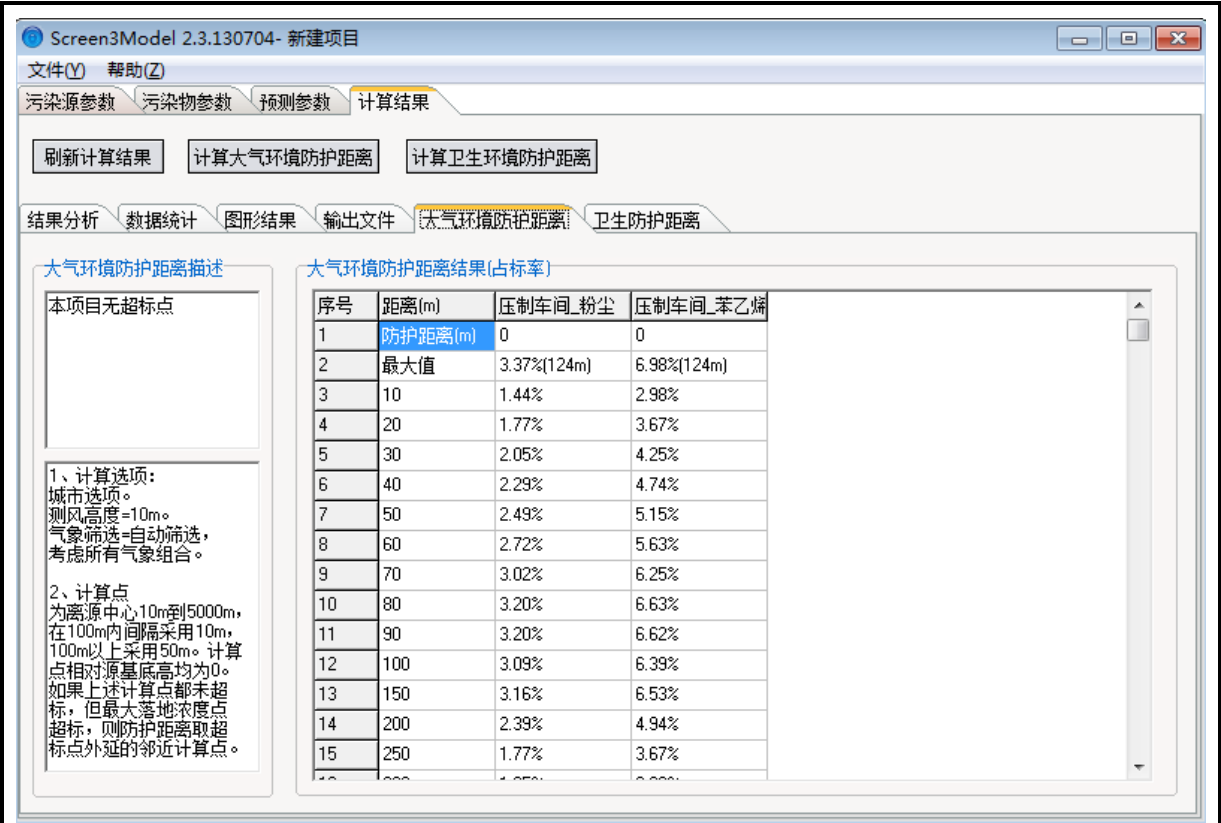 Screen3Model 2.3.130704- 新建项目
文件(Y) 帮助(Z)
污染源参数 污染物参数 预测参数 计算结果
刷新计算结果 计算大气环境防护距离 计算卫生环境防护距离
结果分析 数据统计 图形结果 输出文件 大气环境防护距离 卫生防护距离
大气环境防护距离描述
本项目无超标点
1、计算选项:
城市选项。
测风高度=10m。
气象筛选=自动筛选,
考虑所有气象组合。
2、计算点
为离源中心10m到5000m,
在100m内间隔采用10m,
100m以上采用50m。计算
点相对源基底高均为0。
如果上述计算点都未超
标,但最大落地浓度点
超标,则防护距离取超
标点外延的邻近计算点。
大气环境防护距离结果(占标率)
序号 距离(m) 压制车间_粉尘 压制车间_苯乙烯
1 防护距离(m) 0 0
2 最大值 3.37%(124m) 6.98%(124m)
3 10 1.44% 2.98%
4 20 1.77% 3.67%
5 30 2.05% 4.25%
6 40 2.29% 4.74%
7 50 2.49% 5.15%
8 60 2.72% 5.63%
9 70 3.02% 6.25%
10 80 3.20% 6.63%
11 90 3.20% 6.62%
12 100 3.09% 6.39%
13 150 3.16% 6.53%
14 200 2.39% 4.94%
15 250 1.77% 3.67%